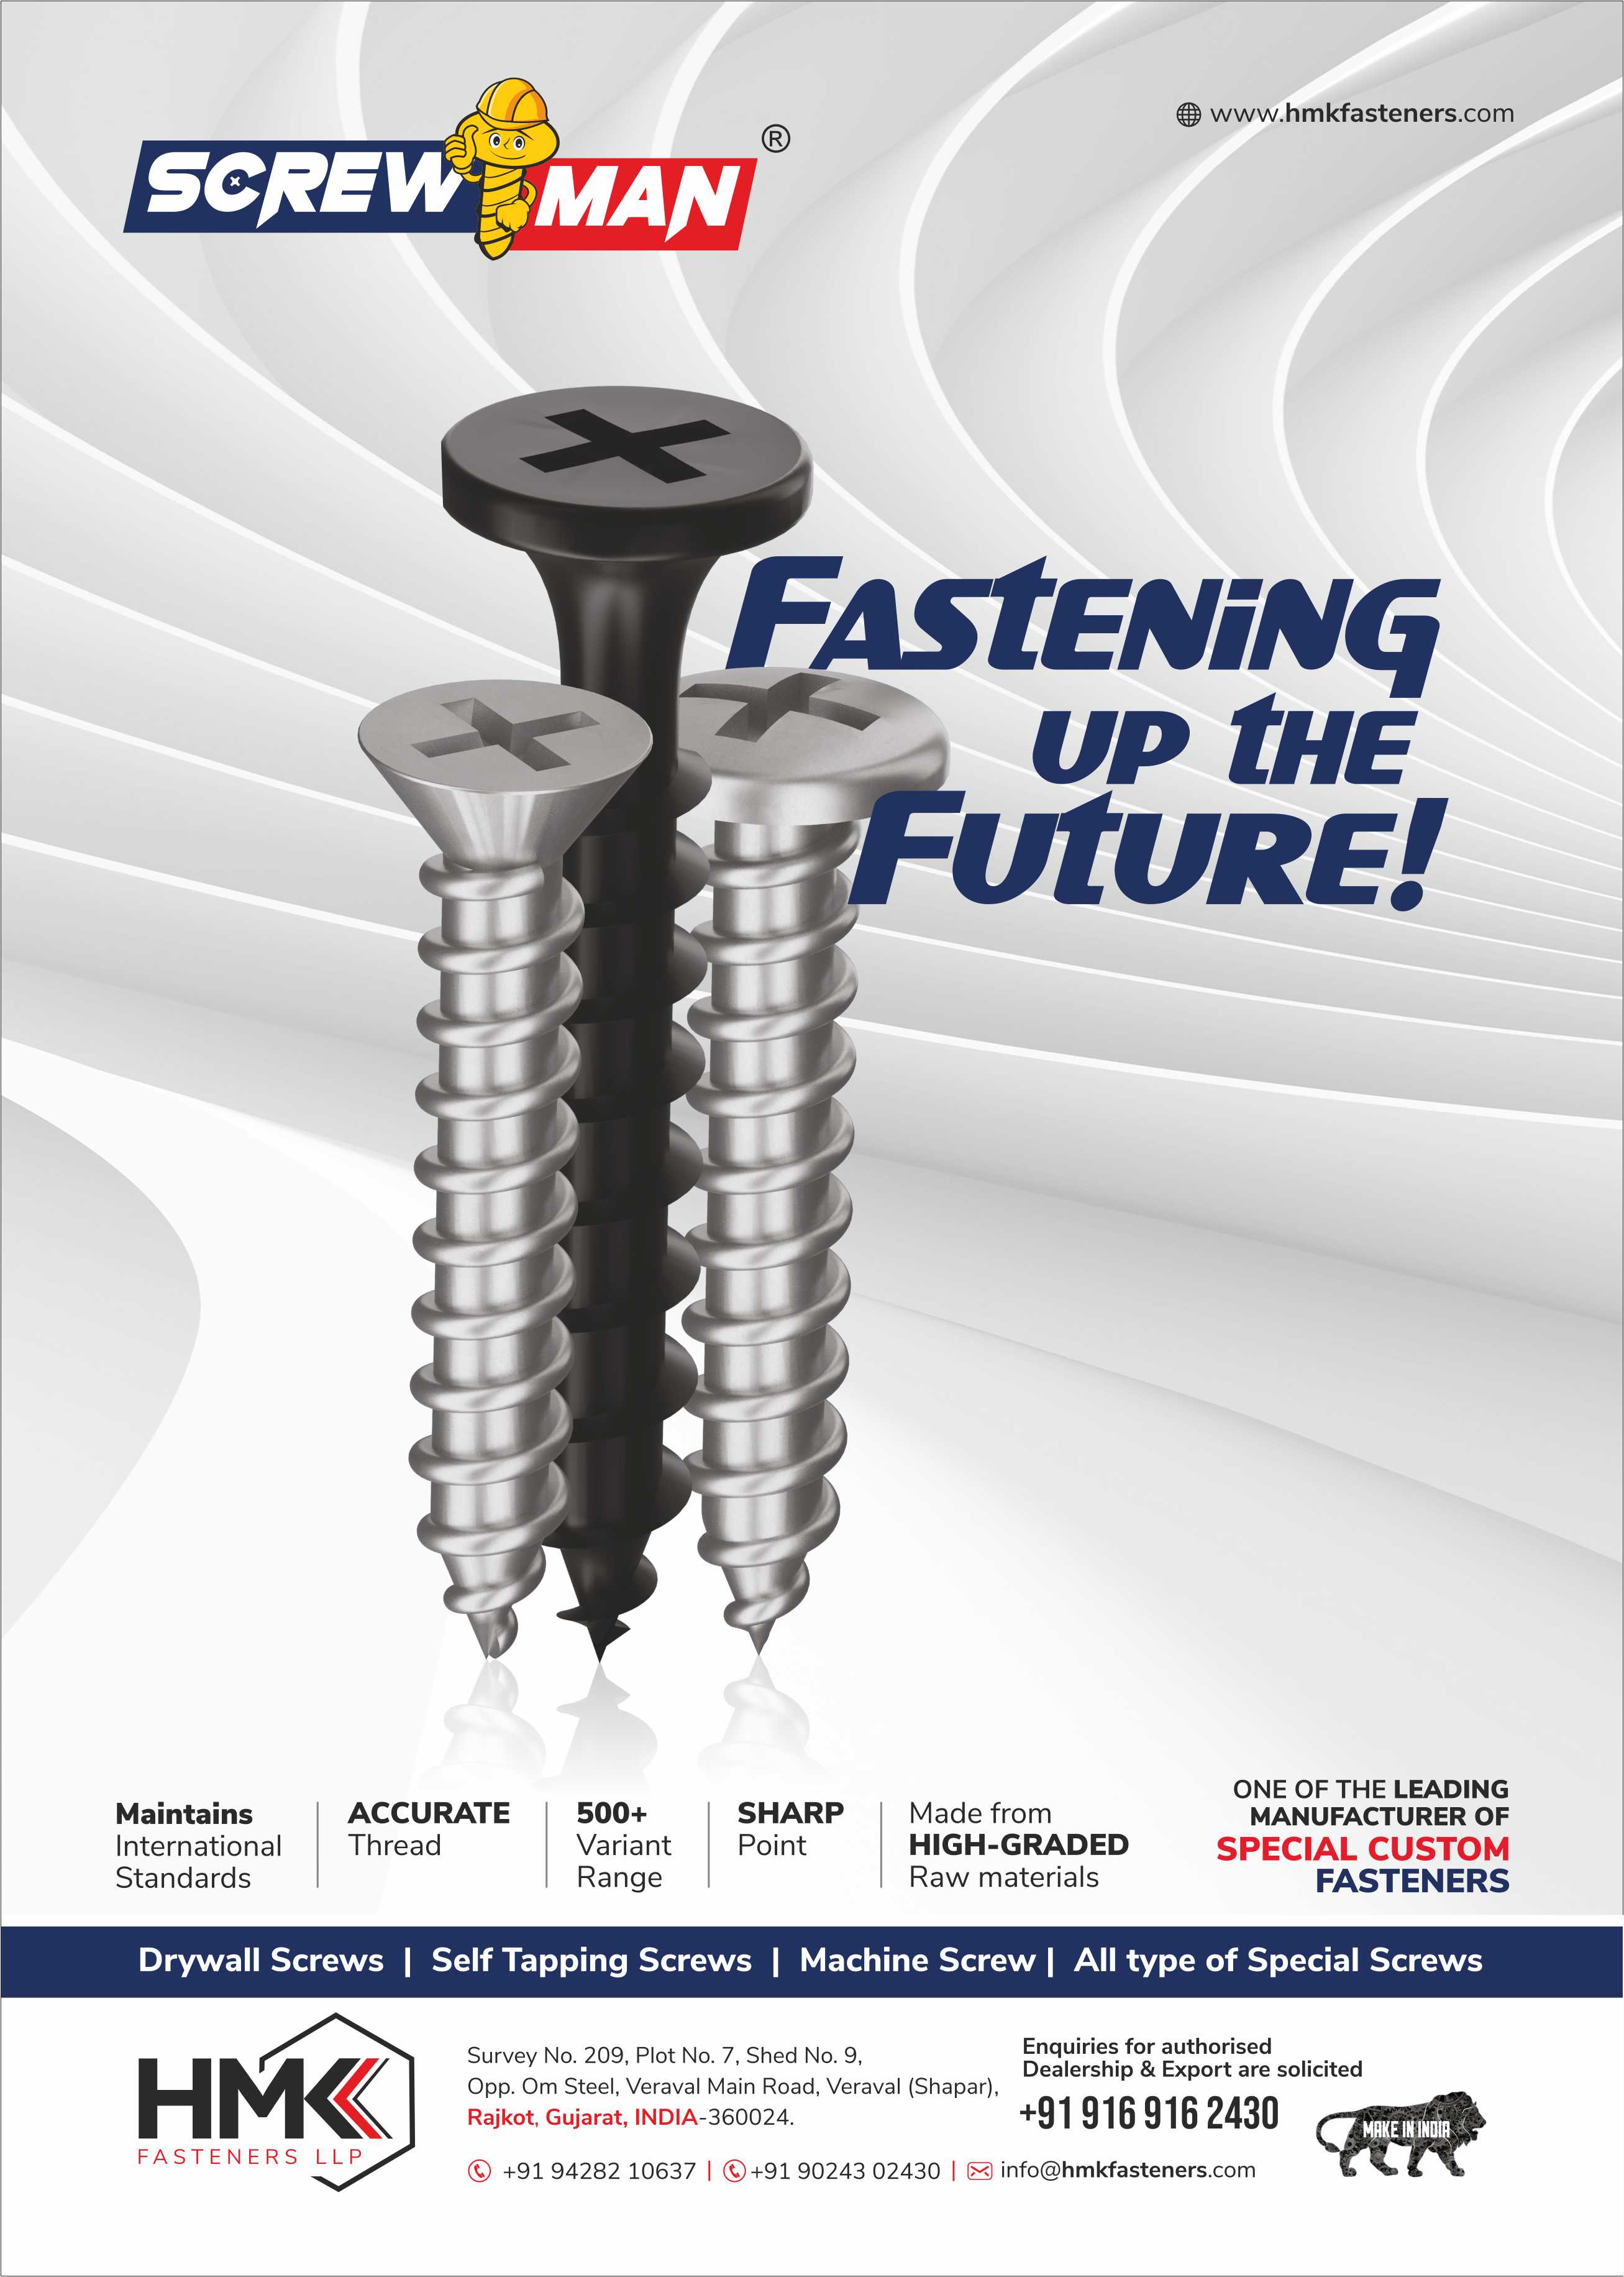 SCREW MAN ®
www.hmkfasteners.com
FASTENING
UP THE
FUTURE!
Maintains
International
Standards
ACCURATE
Thread
500+
Variant
Range
SHARP
Point
Made from
HIGH-GRADED
Raw materials
ONE OF THE LEADING
MANUFACTURER OF
SPECIAL CUSTOM
FASTENERS
Drywall Screws | Self Tapping Screws | Machine Screw | All type of Special Screws
HMK
FASTENERS LLP
Survey No. 209, Plot No. 7, Shed No. 9,
Opp. Om Steel, Veraval Main Road, Veraval (Shapar),
Rajkot, Gujarat, INDIA-360024.
+91 94282 10637 | +91 90243 02430 | info@hmkfasteners.com
Enquiries for authorised
Dealership & Export are solicited
+91 916 916 2430
MAKE IN INDIA